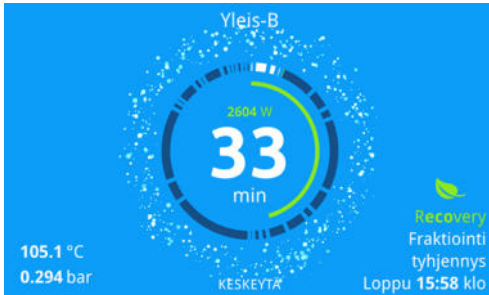 Yleis-B
2604 W
33
min
Recovery
Fraktiointi
tyhjennys
Loppu 15:58 klo
105.1 °C
0.294 bar
KESKEYTÄ